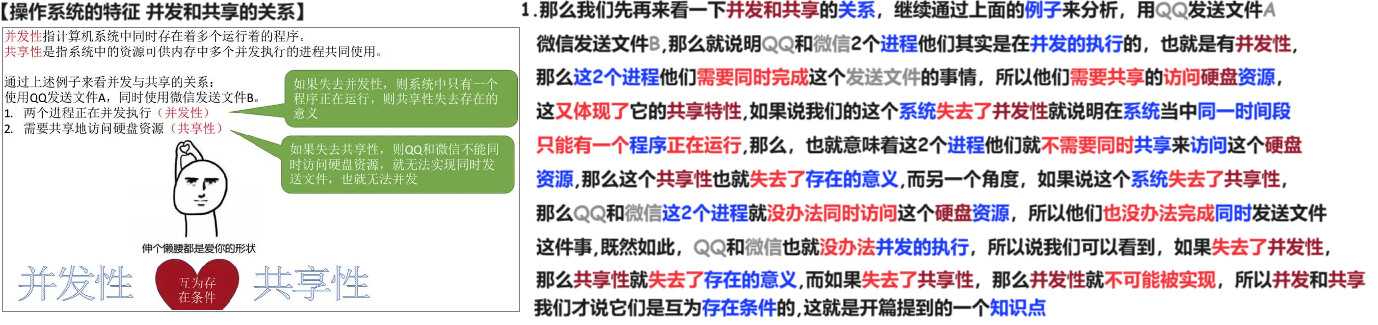 【操作系统的特征 并发和共享的关系】
并发性指计算机系统中同时存在着多个运行着的程序。
共享性是指系统中的资源可供内存中多个并发执行的进程共同使用。
通过上述例子来看并发与共享的关系:
使用QQ发送文件A,同时使用微信发送文件B。
1. 两个进程正在并发执行(并发性)
2. 需要共享地访问硬盘资源(共享性)
如果失去并发性,则系统中只有一个
程序正在运行,则共享性失去存在的
意义
如果失去共享性,则QQ和微信不能同
时访问硬盘资源,就无法实现同时发
送文件,也就无法并发
伸个懒腰都是爱你的形状
并发性
互为存
在条件
共享性
1.那么我们先再来看一下并发和共享的关系,继续通过上面的例子来分析,用QQ发送文件A
微信发送文件B,那么就说明QQ和微信2个进程他们其实是在并发的执行的,也就是有并发性,
那么这2个进程他们需要同时完成这个发送文件的事情,所以他们需要共享的访问硬盘资源,
这又体现了它的共享特性,如果说我们的这个系统失去了并发性就说明在系统当中同一时间段
只能有一个程序正在运行,那么,也就意味着这2个进程他们就不需要同时共享来访问这个硬盘
资源,那么这个共享性也就失去了存在的意义,而另一个角度,如果说这个系统失去了共享性,
那么QQ和微信这2个进程就没办法同时访问这个硬盘资源,所以他们也没办法完成同时发送文件
这件事,既然如此,QQ和微信也就没办法并发的执行,所以说我们可以看到,如果失去了并发性,
那么共享性就失去了存在的意义,而如果失去了共享性,那么并发性就不可能被实现,所以并发和共享
我们才说它们是互为存在条件的,这就是开篇提到的一个知识点